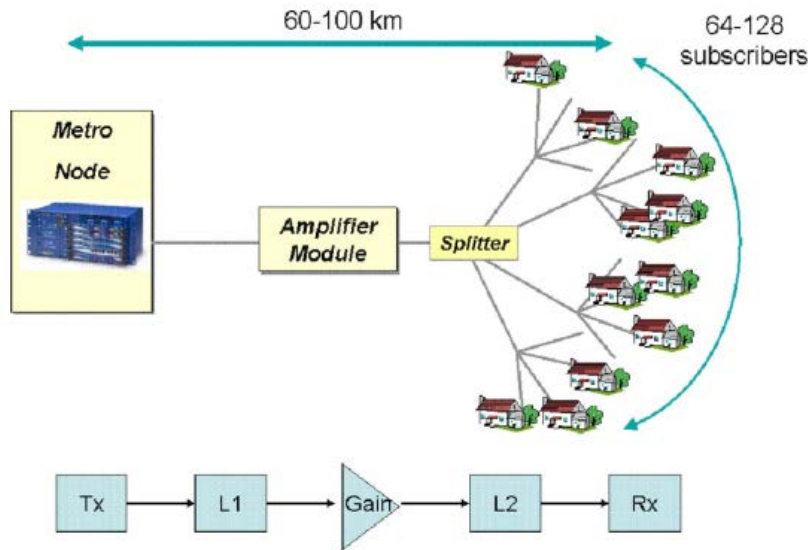 60-100 km
64-128
subscribers
Metro
Node
Amplifier
Module
Splitter
Tx
L1
Gain
L2
Rx